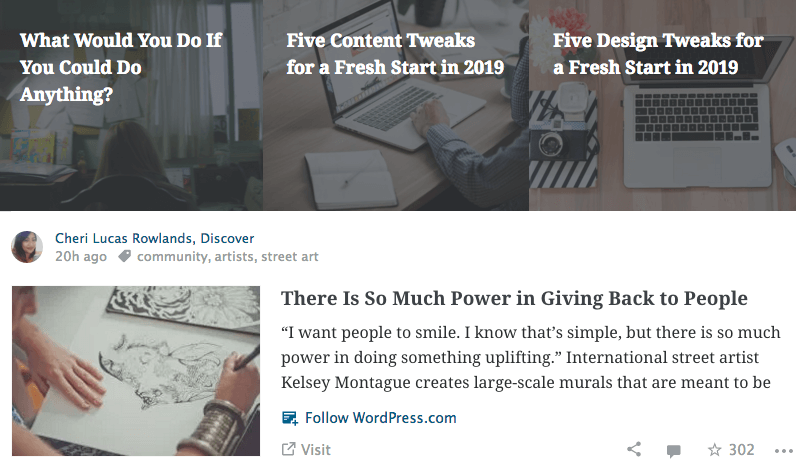 What Would You Do If
You Could Do
Anything?
Five Content Tweaks
for a Fresh Start in 2019
Five Design Tweaks for
a Fresh Start in 2019
Cheri Lucas Rowlands, Discover
20h ago community, artists, street art
There Is So Much Power in Giving Back to People
“I want people to smile. I know that’s simple, but there is so much
power in doing something uplifting.” International street artist
Kelsey Montague creates large-scale murals that are meant to be
Follow WordPress.com
Visit
302